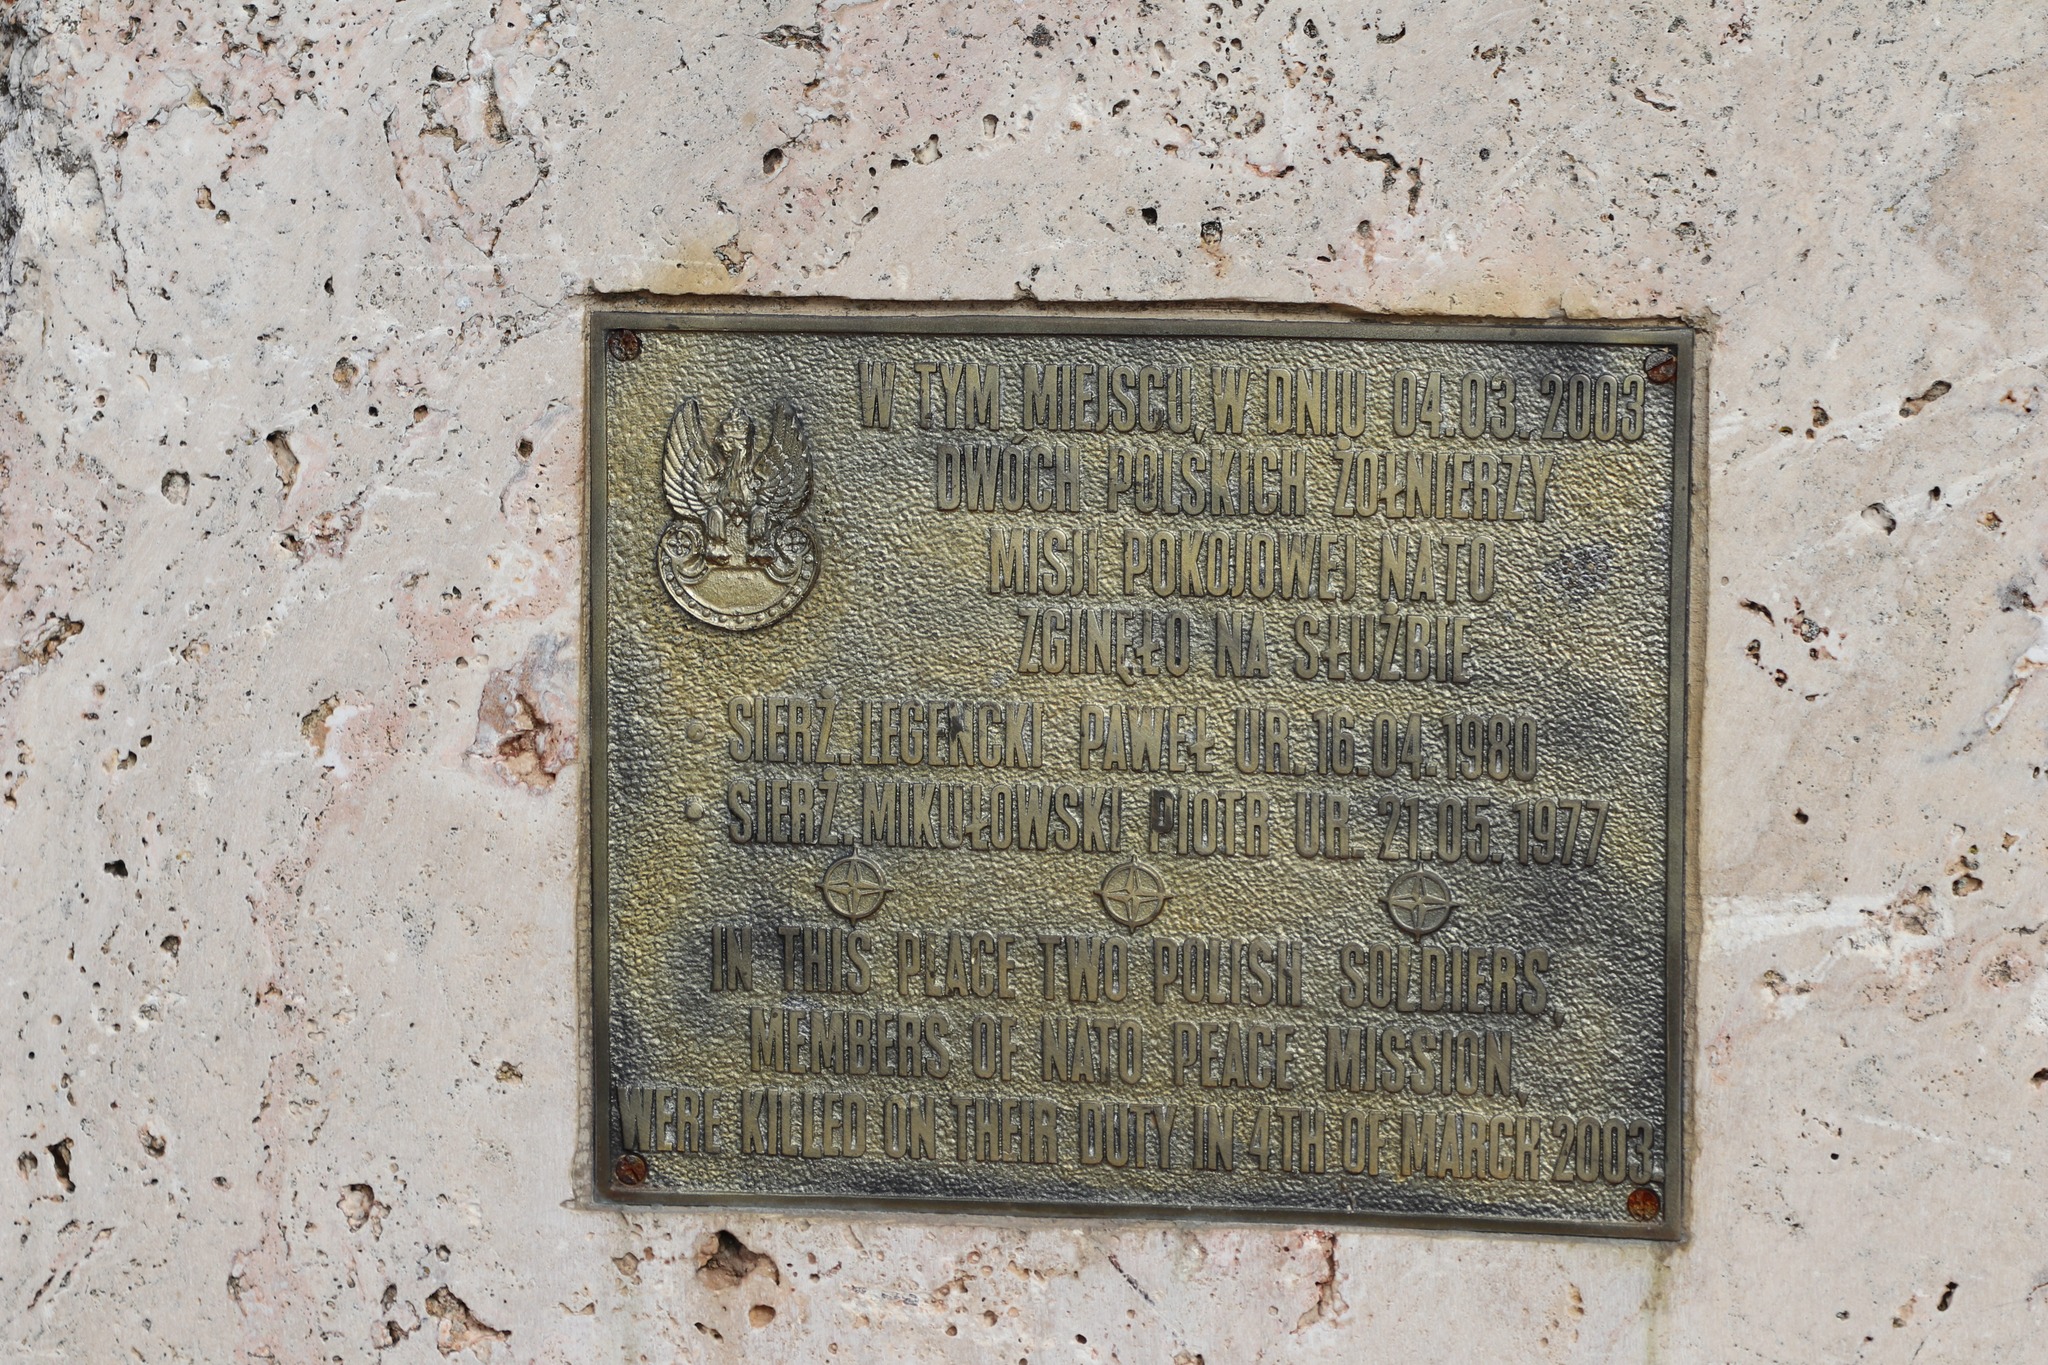 W TYM MIEJSCU, W DNIU 04.03.2003
DWÓCH POLSKICH ŻOŁNIERZY
MISJI POKOJOWEJ NATO
ZGINĘŁO NA SŁUŻBIE
SIERŻ. LEGENCKI PAWEŁ UR. 16.04.1980
SIERŻ. MIKUŁOWSKI PIOTR UR. 21.05.1977
IN THIS PLACE TWO POLISH SOLDIERS,
MEMBERS OF NATO PEACE MISSION,
WERE KILLED ON THEIR DUTY IN 4TH OF MARCH 2003